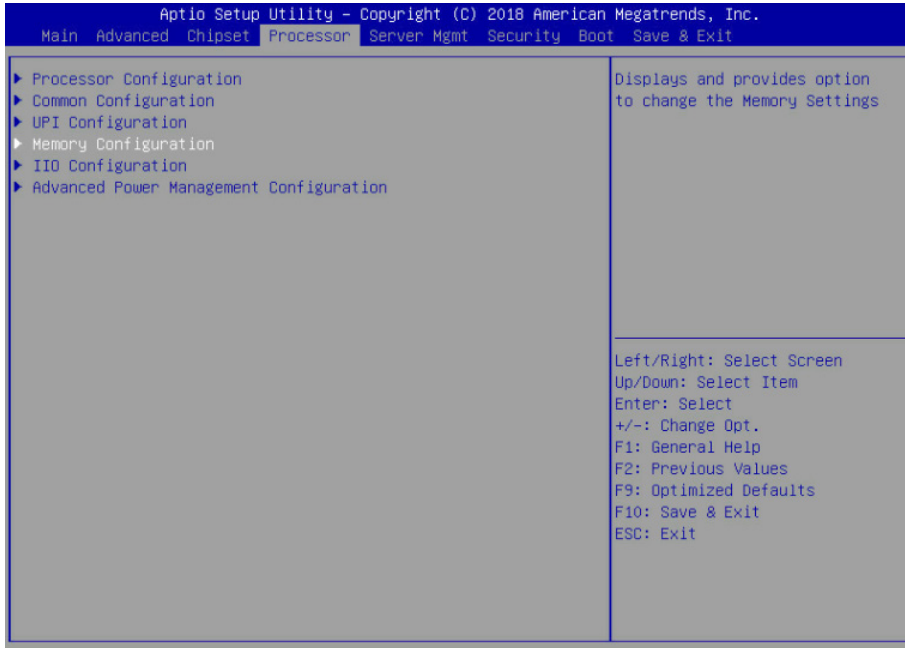 Aptio Setup Utility – Copyright (C) 2018 American Megatrends, Inc.
Main Advanced Chipset Processor Server Mgmt Security Boot Save & Exit
Processor Configuration
Common Configuration
UPI Configuration
Memory Configuration
IIO Configuration
Advanced Power Management Configuration
Displays and provides option
to change the Memory Settings
Left/Right: Select Screen
Up/Down: Select Item
Enter: Select
+/-: Change Opt.
F1: General Help
F2: Previous Values
F9: Optimized Defaults
F10: Save & Exit
ESC: Exit